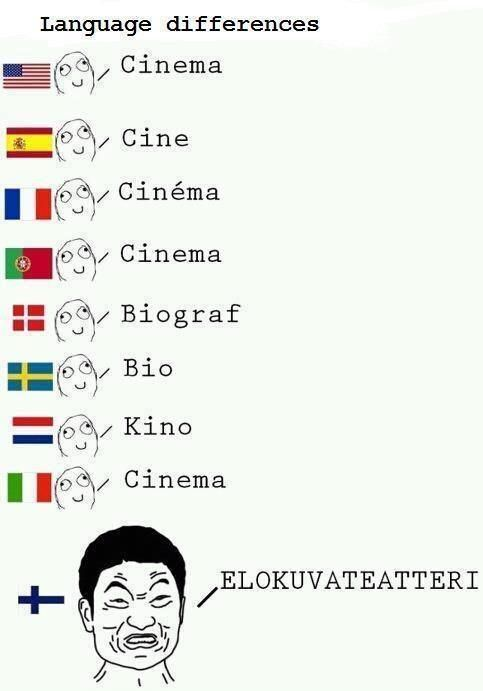 Language differences
Cinema
Cine
Cinéma
Cinema
Biograf
Bio
Kino
Cinema
ELOKUVATEATTERI